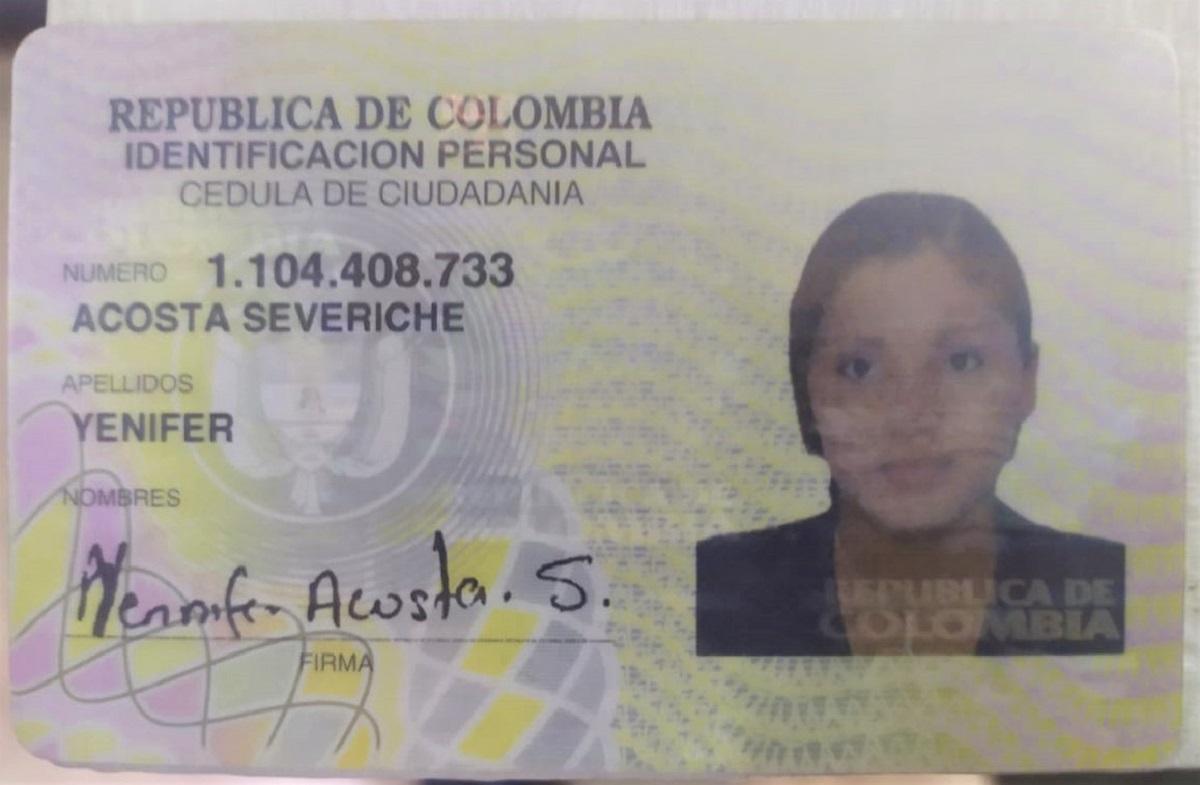 REPUBLICA DE COLOMBIA
IDENTIFICACION PERSONAL
CEDULA DE CIUDADANIA
NUMERO 1.104.408.733
ACOSTA SEVERICHE
APELLIDOS
YENIFER
NOMBRES
Yennifer Acosta. S.
FIRMA
REPUBLICA DE
COLOMBIA